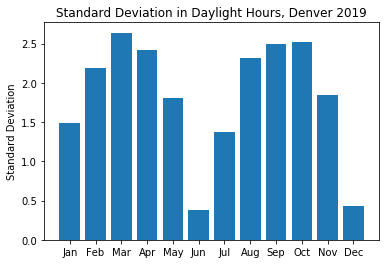 Standard Deviation in Daylight Hours, Denver 2019
Standard Deviation
2.5
2.0
1.5
1.0
0.5
0.0
Jan Feb Mar Apr May Jun Jul Aug Sep Oct Nov Dec